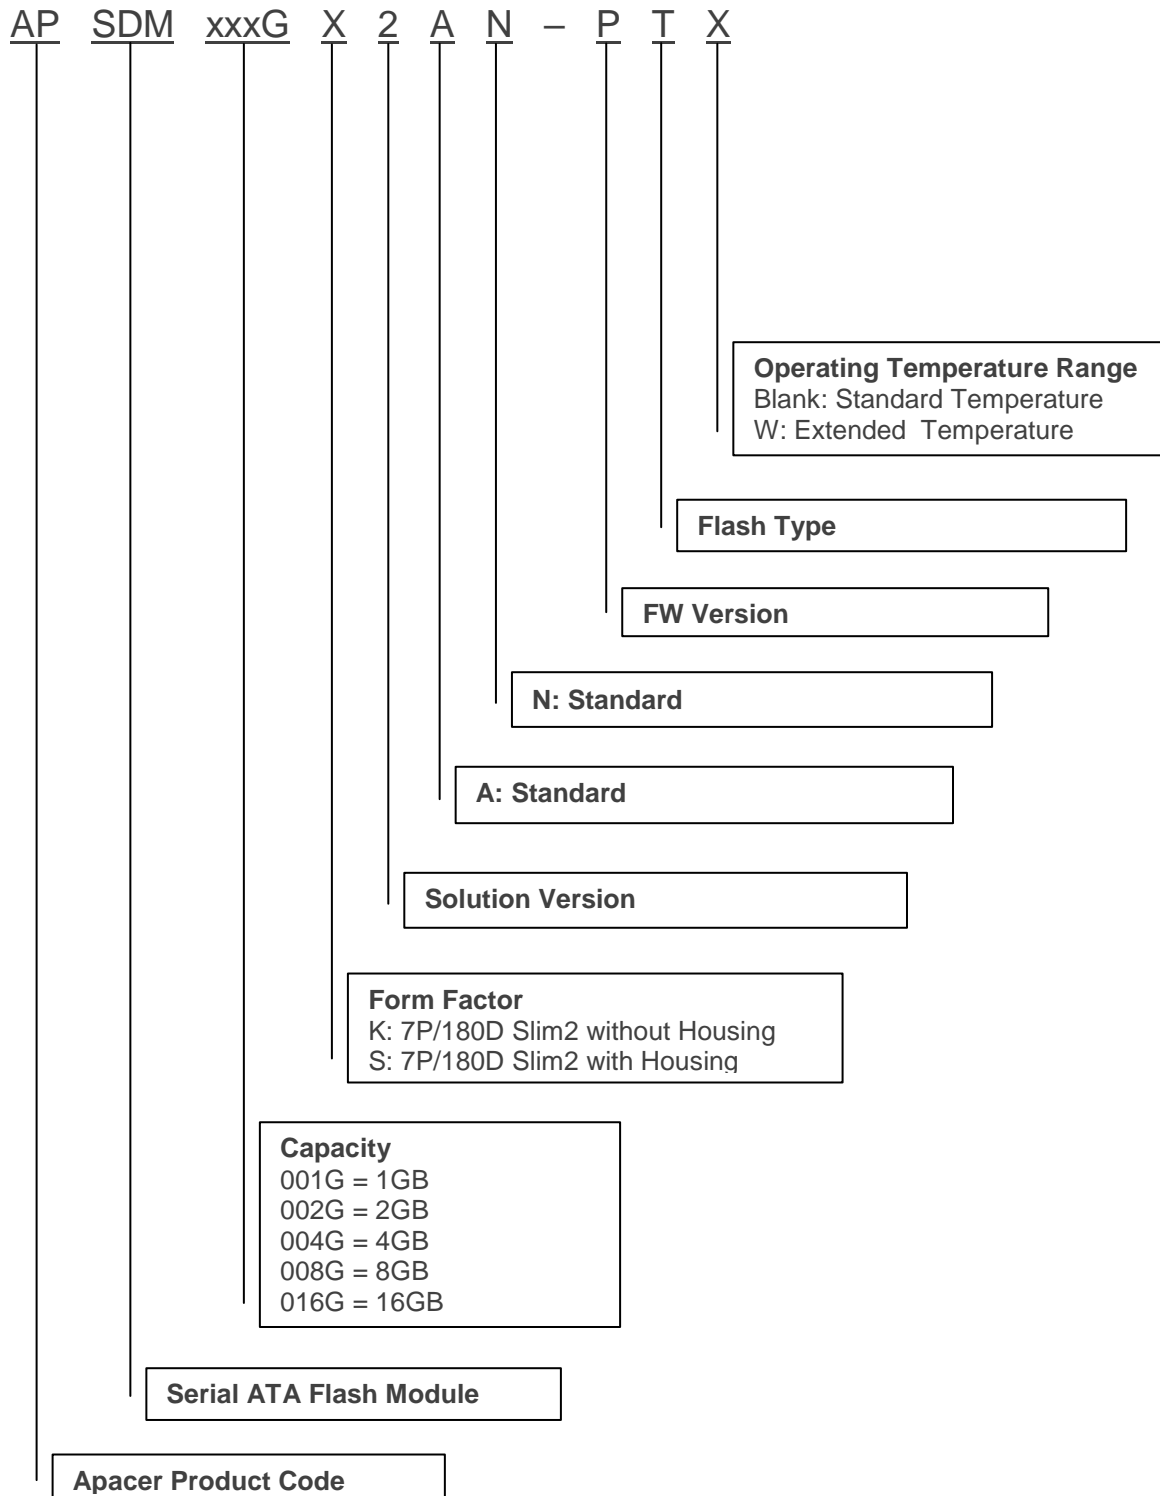 AP SDM xxxG X 2 A N – P T X
Operating Temperature Range
Blank: Standard Temperature
W: Extended Temperature
Flash Type
FW Version
N: Standard
A: Standard
Solution Version
Form Factor
K: 7P/180D Slim2 without Housing
S: 7P/180D Slim2 with Housing
Capacity
001G = 1GB
002G = 2GB
004G = 4GB
008G = 8GB
016G = 16GB
Serial ATA Flash Module
Apacer Product Code